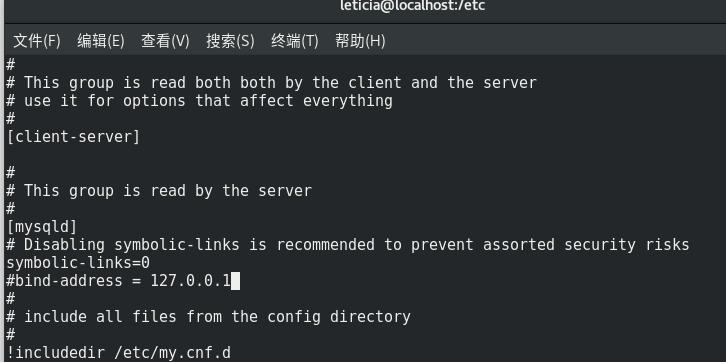 leticia@localhost:/etc
文件(F) 编辑(E) 查看(V) 搜索(S) 终端(T) 帮助(H)
#
# This group is read both both by the client and the server
# use it for options that affect everything
#
[client-server]
#
# This group is read by the server
#
[mysqld]
# Disabling symbolic-links is recommended to prevent assorted security risks
symbolic-links=0
#bind-address = 127.0.0.1
#
# include all files from the config directory
#
!includedir /etc/my.cnf.d